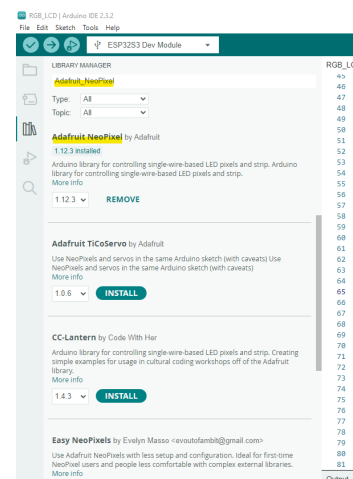 RGB_LCD | Arduino IDE 2.3.2
File Edit Sketch Tools Help
ESP32S3 Dev Module
LIBRARY MANAGER
RGB_LC
Adafruit_NeoPixel
Type: All
Topic: All
Adafruit NeoPixel by Adafruit
1.12.3 installed
Arduino library for controlling single-wire-based LED pixels and strip. Arduino
library for controlling single-wire-based LED pixels and strip.
More info
1.12.3 REMOVE
Adafruit TiCoServo by Adafruit
Use NeoPixels and servos in the same Arduino sketch (with caveats) Use
NeoPixels and servos in the same Arduino sketch (with caveats)
More info
1.0.6 INSTALL
CC-Lantern by Code With Her
Arduino library for controlling single-wire-based LED pixels and strip. Creating
simple examples for usage in cultural coding workshops off of the Adafruit
library.
More info
1.4.3 INSTALL
Easy NeoPixels by Evelyn Masso <evoutofambit@gmail.com>
Use Adafruit NeoPixels with less setup and configuration. Ideal for first-time
NeoPixel users and people less comfortable with complex external libraries.
More info
45
46
47
48
49
50
51
52
53
54
55
56
57
58
59
60
61
62
63
64
65
66
67
68
69
70
71
72
73
74
75
76
77
78
79
80
81
Output